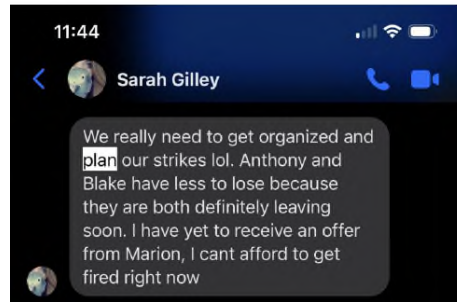 11:44
Sarah Gilley
We really need to get organized and
plan our strikes lol. Anthony and
Blake have less to lose because
they are both definitely leaving
soon. I have yet to receive an offer
from Marion, I cant afford to get
fired right now